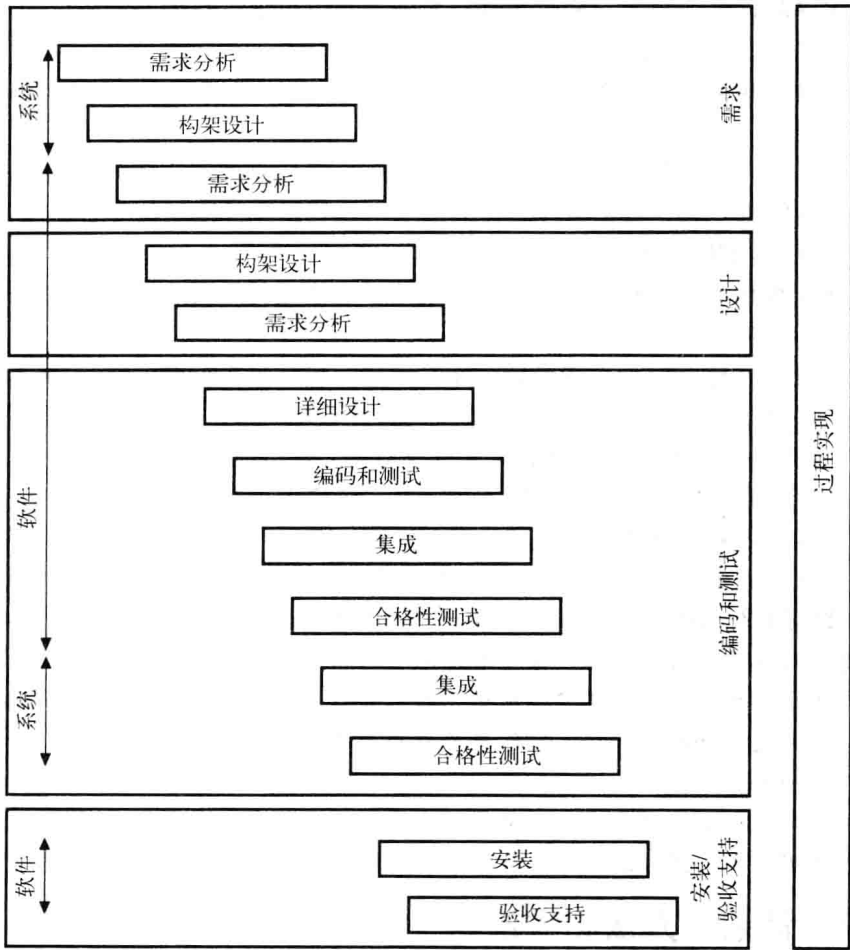 系统
需求分析
构架设计
需求分析
需求
构架设计
需求分析
设计
软件
详细设计
编码和测试
集成
合格性测试
编码和测试
系统
集成
合格性测试
软件
安装
验收支持
安装/
验收支持
过程实现